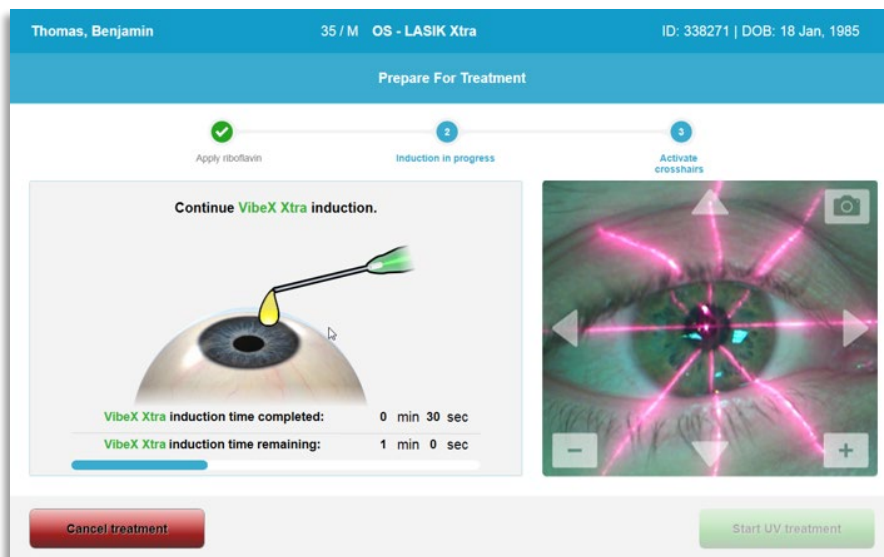 Thomas, Benjamin 35 / M OS - LASIK Xtra ID: 338271 | DOB: 18 Jan, 1985
Prepare For Treatment
2 3
Apply riboflavin Induction in progress Activate
crosshairs
Continue VibeX Xtra induction.
VibeX Xtra induction time completed: 0 min 30 sec
VibeX Xtra induction time remaining: 1 min 0 sec
Cancel treatment Start UV treatment